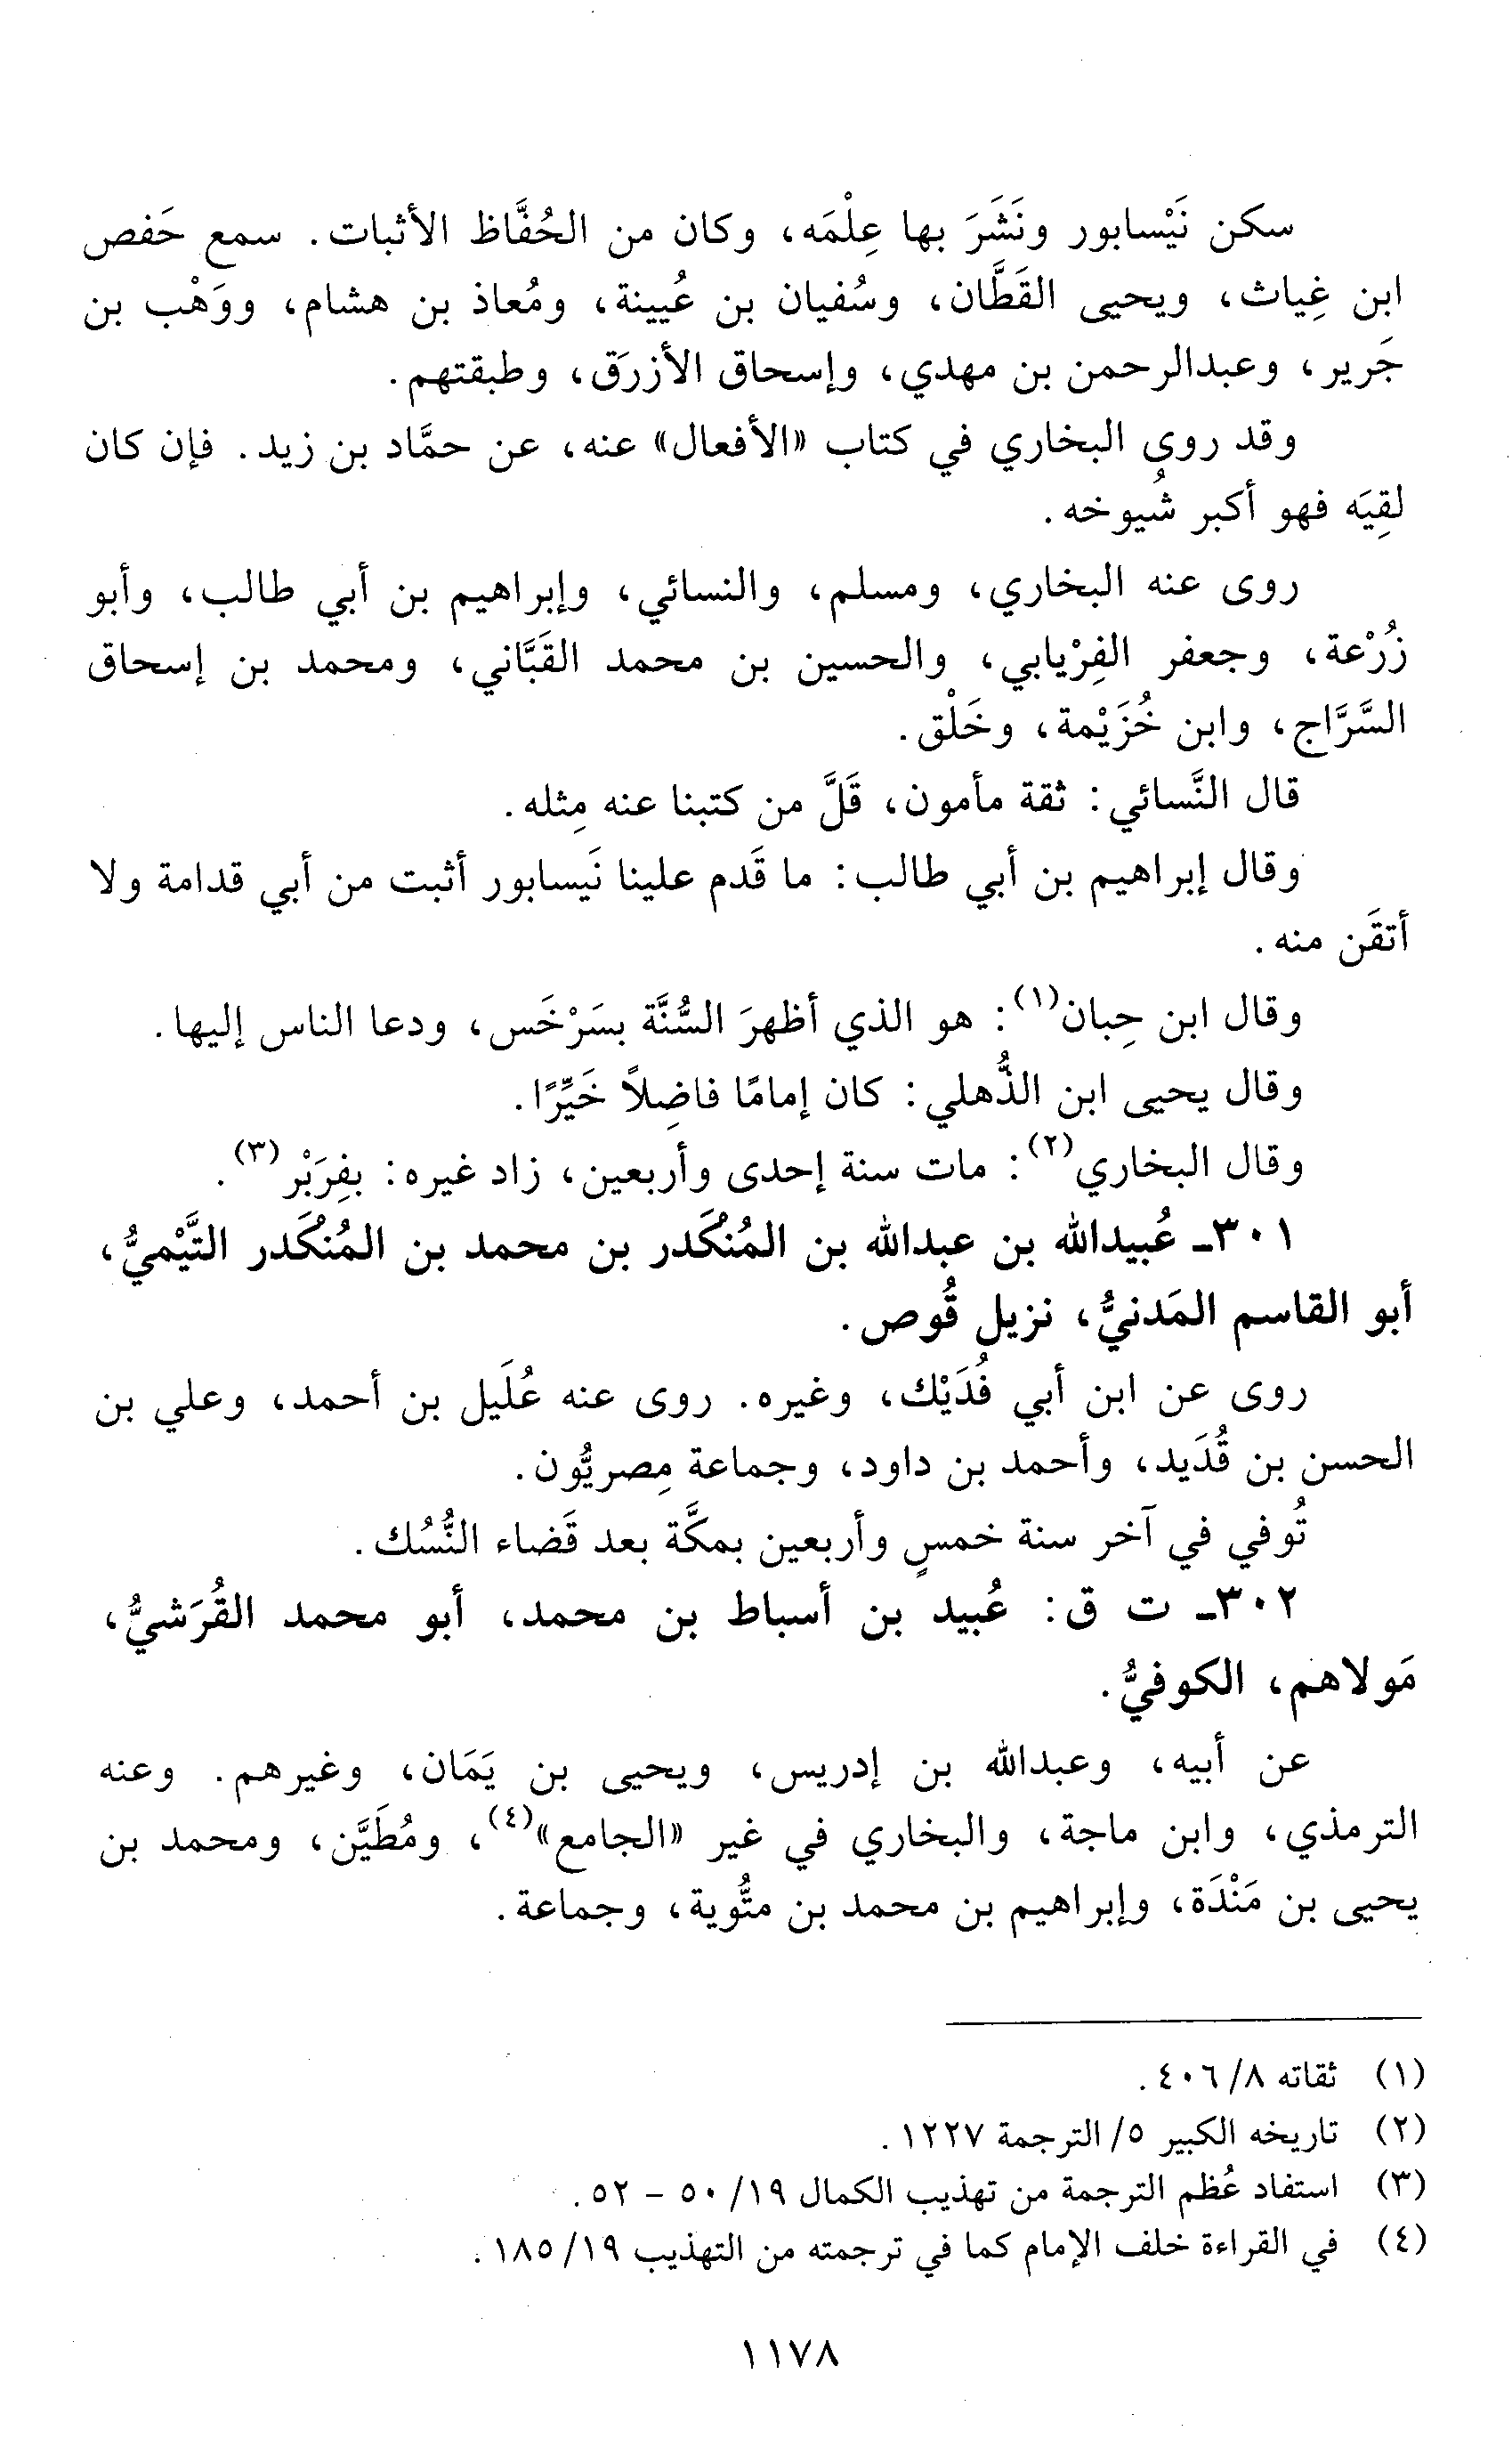 سكن نَيْسابور ونَشَرَ بها عِلْمَه، وكان من الحُفَّاظ الأثبات. سمع حَفص
ابن غِياث، ويحيى القَطَّان، وسُفيان بن عُيينة، ومُعاذ بن هشام، ووَهْب بن
جَرير، وعبدالرحمن بن مهدي، وإسحاق الأزرَق، وطبقتهم.
وقد روى البخاري في كتاب «الأفعال» عنه، عن حمَّاد بن زيد. فإن كان
لقِيَه فهو أكبر شُيوخه.
روى عنه البخاري، ومسلم، والنسائي، وإبراهيم بن أبي طالب، وأبو
زُرْعة، وجعفر الفِرْيابي، والحسين بن محمد القَبَّاني، ومحمد بن إسحاق
السَّرَّاج، وابن خُزَيْمة، وخَلْق.
قال النَّسائي: ثقة مأمون، قَلَّ من كتبنا عنه مِثله.
وقال إبراهيم بن أبي طالب: ما قَدم علينا نَيسابور أثبت من أبي قدامة ولا
أتقَن منه.
وقال ابن حِبان(١): هو الذي أظهرَ السُّنَّة بسَرْخَس، ودعا الناس إليها.
وقال يحيى ابن الذُّهلي: كان إمامًا فاضِلاً خَيِّرًا.
وقال البخاري(٢): مات سنة إحدى وأربعين، زاد غيره: بفِرَبْر(٣).
٣٠١ـ عُبيدالله بن عبدالله بن المُنْكَدر بن محمد بن المُنْكَدر التَّيْميُّ،
أبو القاسم المَدنيُّ، نزيل قُوص.
روى عن ابن أبي فُدَيْك، وغيره. روى عنه عُلَيل بن أحمد، وعلي بن
الحسن بن قُدَيد، وأحمد بن داود، وجماعة مِصريُّون.
تُوفي في آخر سنة خمسٍ وأربعين بمكَّة بعد قَضاء النُّسُك.
٣٠٢ـ ت ق: عُبيد بن أسباط بن محمد، أبو محمد القُرَشيُّ،
مَولاهم، الكوفيُّ.
عن أبيه، وعبدالله بن إدريس، ويحيى بن يَمَان، وغيرهم. وعنه
الترمذي، وابن ماجة، والبخاري في غير «الجامع»(٤)، ومُطَيَّن، ومحمد بن
يحيى بن مَنْدَة، وإبراهيم بن محمد بن متُّوية، وجماعة.
(١) ثقاته ٨/ ٤٠٦.
(٢) تاريخه الكبير ٥/ الترجمة ١٢٢٧.
(٣) استفاد عُظم الترجمة من تهذيب الكمال ١٩/ ٥٠ - ٥٢.
(٤) في القراءة خلف الإمام كما في ترجمته من التهذيب ١٩/ ١٨٥.
١١٧٨